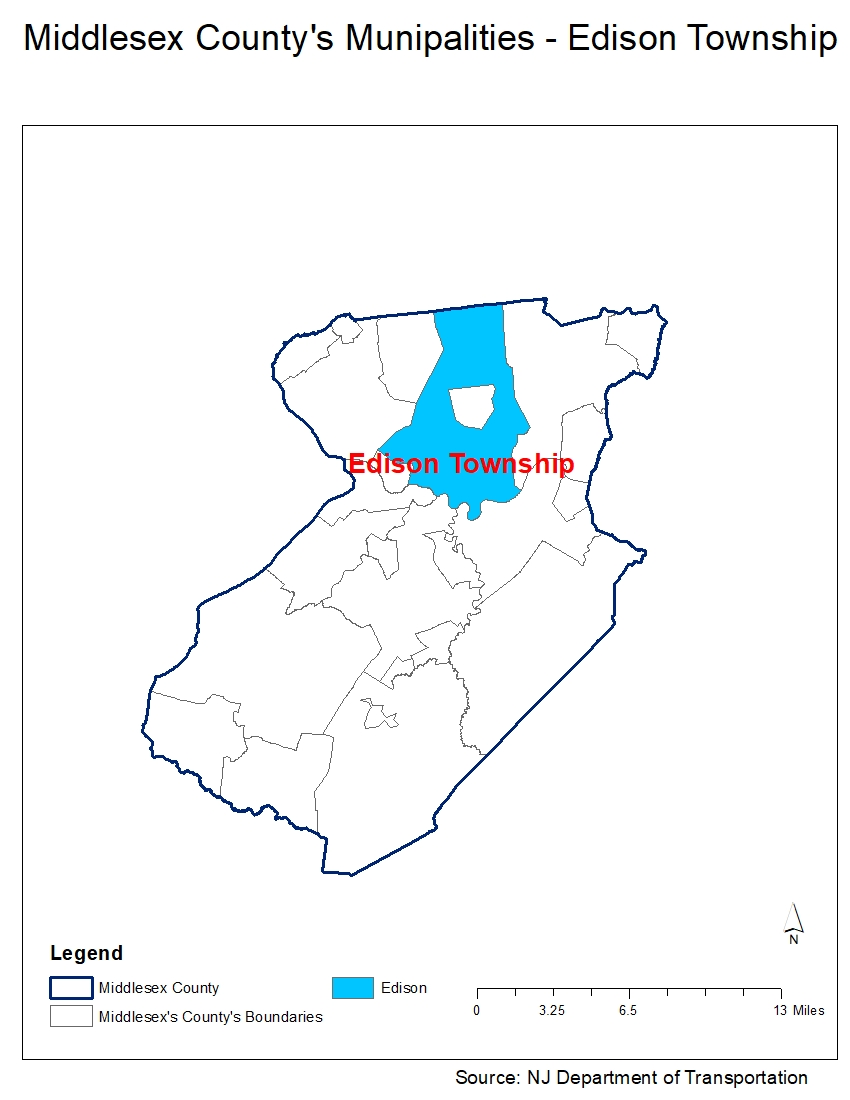 Middlesex County's Munipalities - Edison Township
Edison Township
N
Legend
Middlesex County
Edison
Middlesex's County's Boundaries
0 3.25 6.5 13 Miles
Source: NJ Department of Transportation